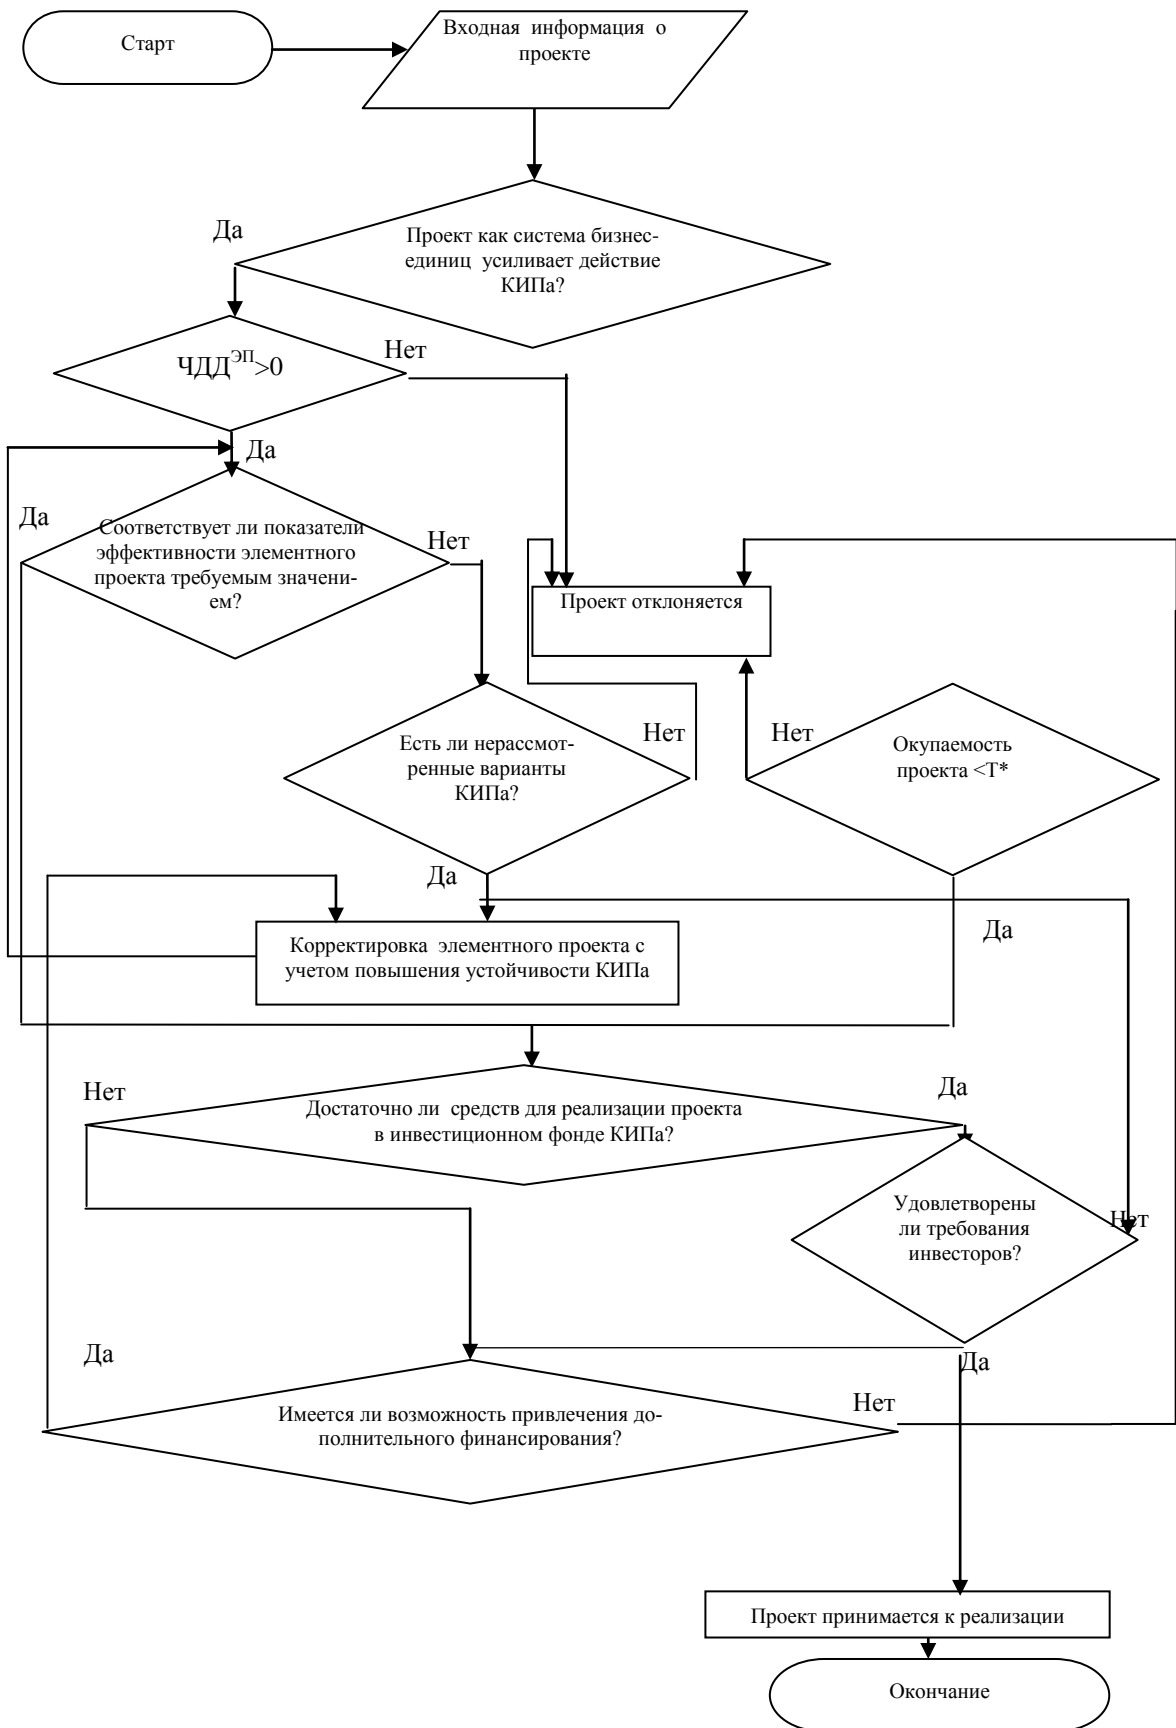 Старт
Входная информация о
проекте
Да
Проект как система бизнес-
единиц усиливает действие
КИПа?
ЧДД^ЭП>0
Нет
Да
Да
Соответствует ли показатели
эффективности элементного
проекта требуемым значени-
ем?
Нет
Проект отклоняется
Есть ли нерассмот-
ренные варианты
КИПа?
Нет
Нет
Окупаемость
проекта <Т*
Да
Да
Корректировка элементного проекта с
учетом повышения устойчивости КИПа
Нет
Достаточно ли средств для реализации проекта
в инвестиционном фонде КИПа?
Да
Удовлетворены
ли требования
инвесторов?
Нет
Да
Да
Имеется ли возможность привлечения до-
полнительного финансирования?
Нет
Проект принимается к реализации
Окончание